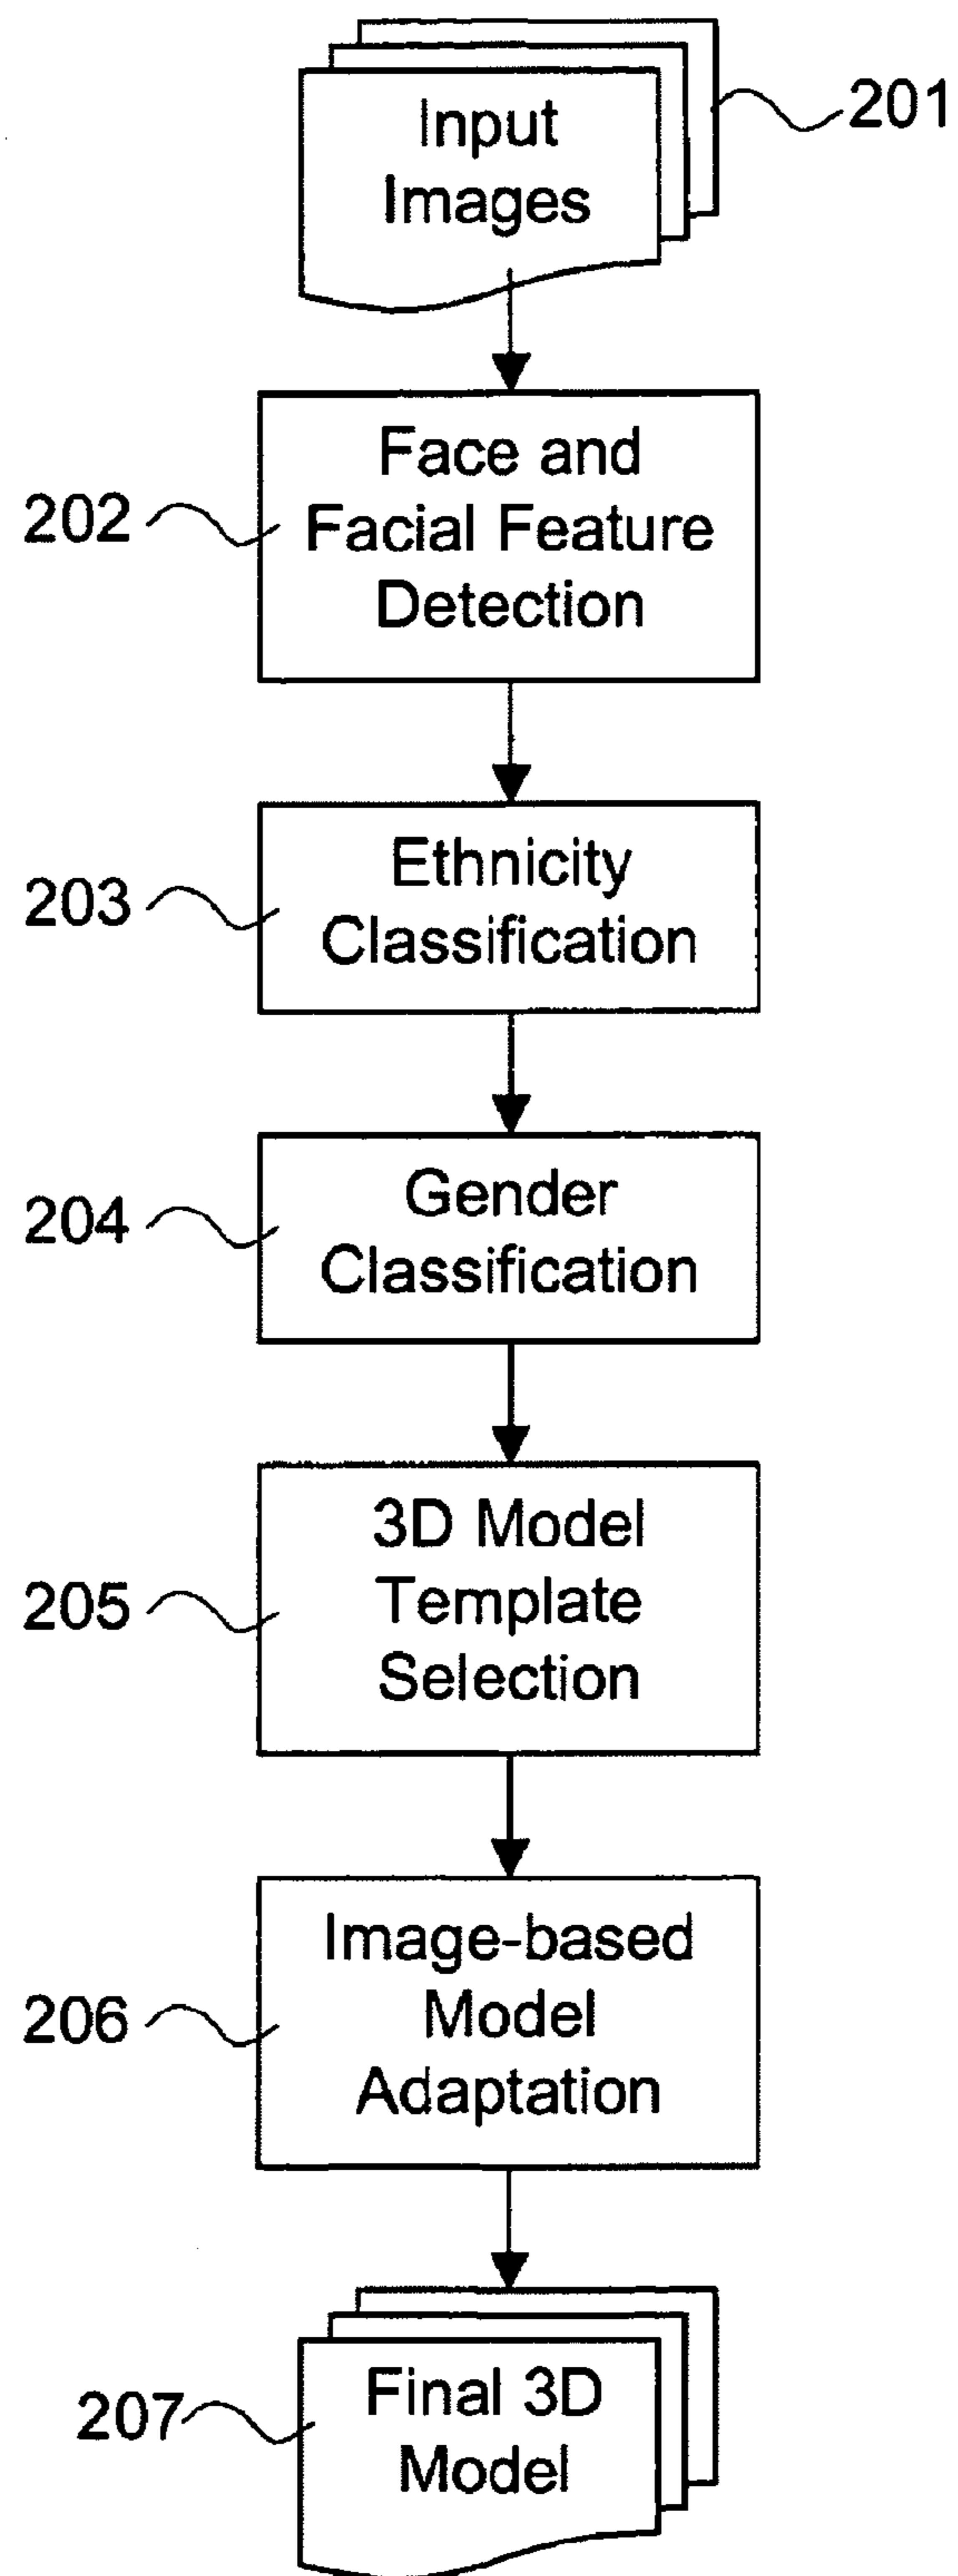 Input
Images
201
Face and
Facial Feature
Detection
202
Ethnicity
Classification
203
Gender
Classification
204
3D Model
Template
Selection
205
Image-based
Model
Adaptation
206
Final 3D
Model
207